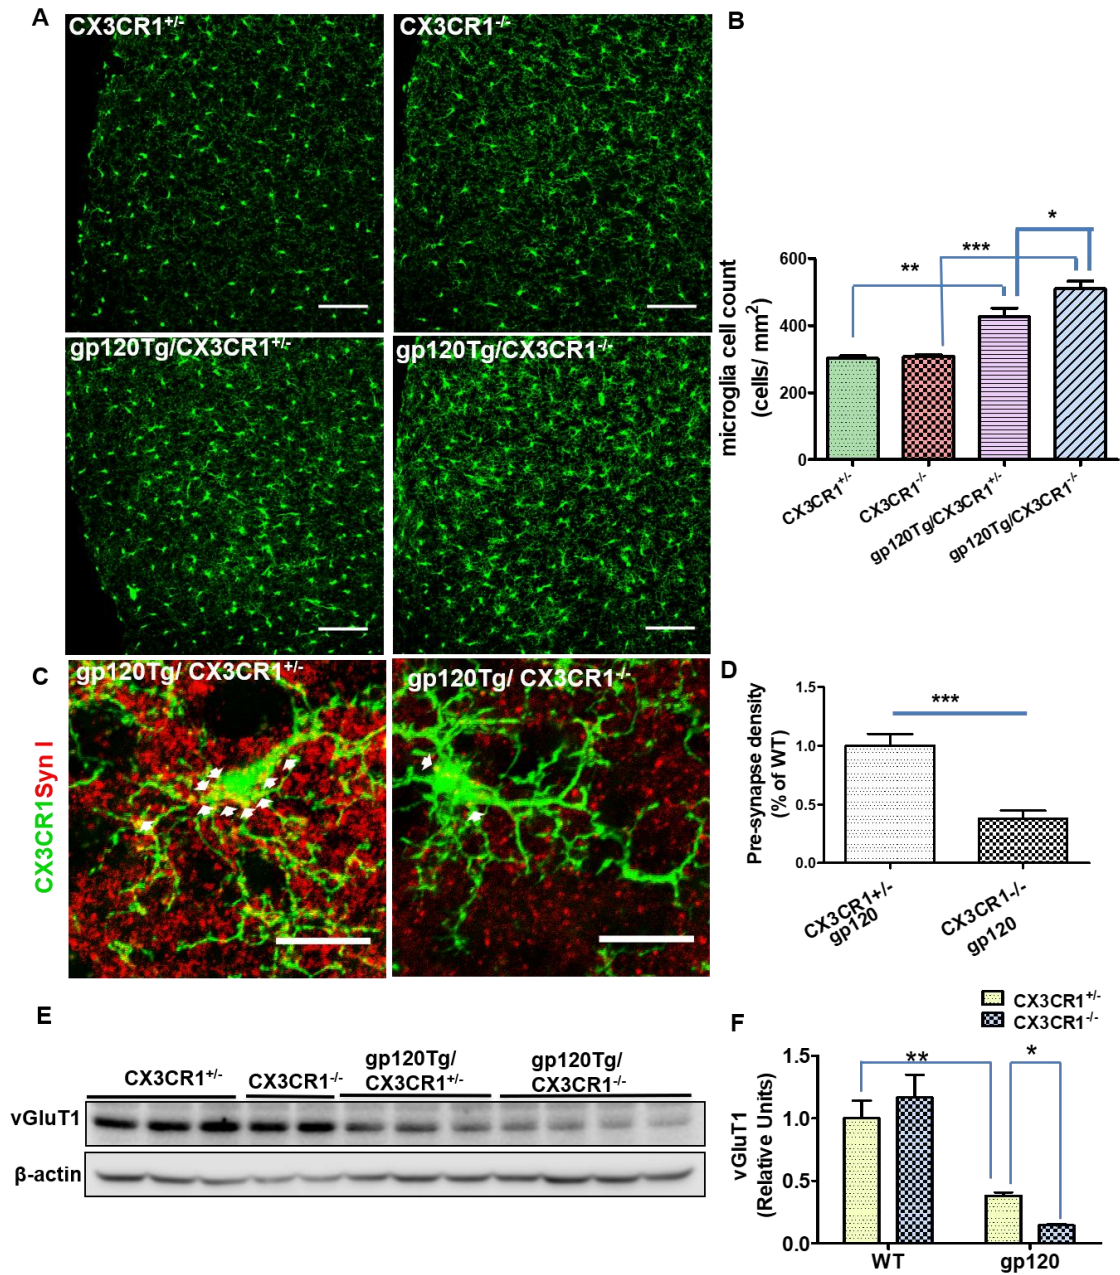 A
CX3CR1+/-
CX3CR1-/-
gp120Tg/CX3CR1+/-
gp120Tg/CX3CR1-/-
B
microglia cell count
(cells/ mm2)
600
400
200
0
**
***
*
CX3CR1+/-
CX3CR1-/-
gp120Tg/CX3CR1+/-
gp120Tg/CX3CR1-/-
C
CX3CR1Syn I
gp120Tg/ CX3CR1+/-
gp120Tg/ CX3CR1-/-
D
Pre-synapse density
(% of WT)
1.5
1.0
0.5
0.0
***
CX3CR1+/-
gp120
CX3CR1-/-
gp120
E
CX3CR1+/-
CX3CR1-/-
gp120Tg/
CX3CR1+/-
gp120Tg/
CX3CR1-/-
vGluT1
β-actin
F
CX3CR1+/-
CX3CR1-/-
vGluT1
(Relative Units)
1.5
1.0
0.5
0.0
**
*
WT
gp120